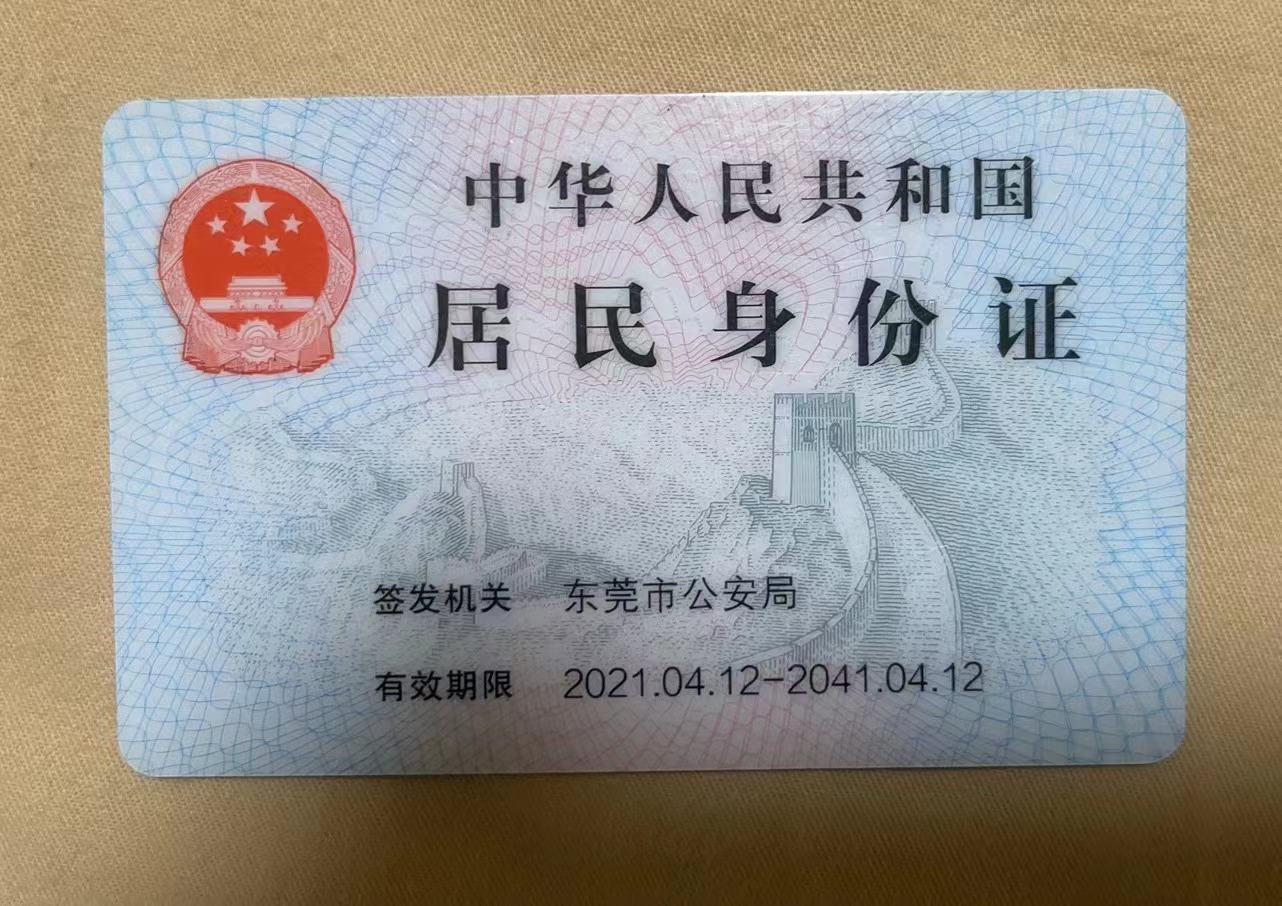 中华人民共和国
居民身份证
签发机关 东莞市公安局
有效期限 2021.04.12-2041.04.12